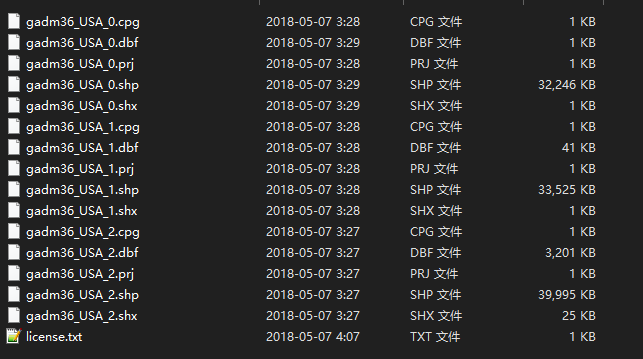 gadm36_USA_0.cpg 2018-05-07 3:28 CPG 文件 1 KB
gadm36_USA_0.dbf 2018-05-07 3:29 DBF 文件 1 KB
gadm36_USA_0.prj 2018-05-07 3:28 PRJ 文件 1 KB
gadm36_USA_0.shp 2018-05-07 3:29 SHP 文件 32,246 KB
gadm36_USA_0.shx 2018-05-07 3:29 SHX 文件 1 KB
gadm36_USA_1.cpg 2018-05-07 3:28 CPG 文件 1 KB
gadm36_USA_1.dbf 2018-05-07 3:28 DBF 文件 41 KB
gadm36_USA_1.prj 2018-05-07 3:28 PRJ 文件 1 KB
gadm36_USA_1.shp 2018-05-07 3:28 SHP 文件 33,525 KB
gadm36_USA_1.shx 2018-05-07 3:28 SHX 文件 1 KB
gadm36_USA_2.cpg 2018-05-07 3:27 CPG 文件 1 KB
gadm36_USA_2.dbf 2018-05-07 3:27 DBF 文件 3,201 KB
gadm36_USA_2.prj 2018-05-07 3:27 PRJ 文件 1 KB
gadm36_USA_2.shp 2018-05-07 3:27 SHP 文件 39,995 KB
gadm36_USA_2.shx 2018-05-07 3:27 SHX 文件 25 KB
license.txt 2018-05-07 4:07 TXT 文件 1 KB